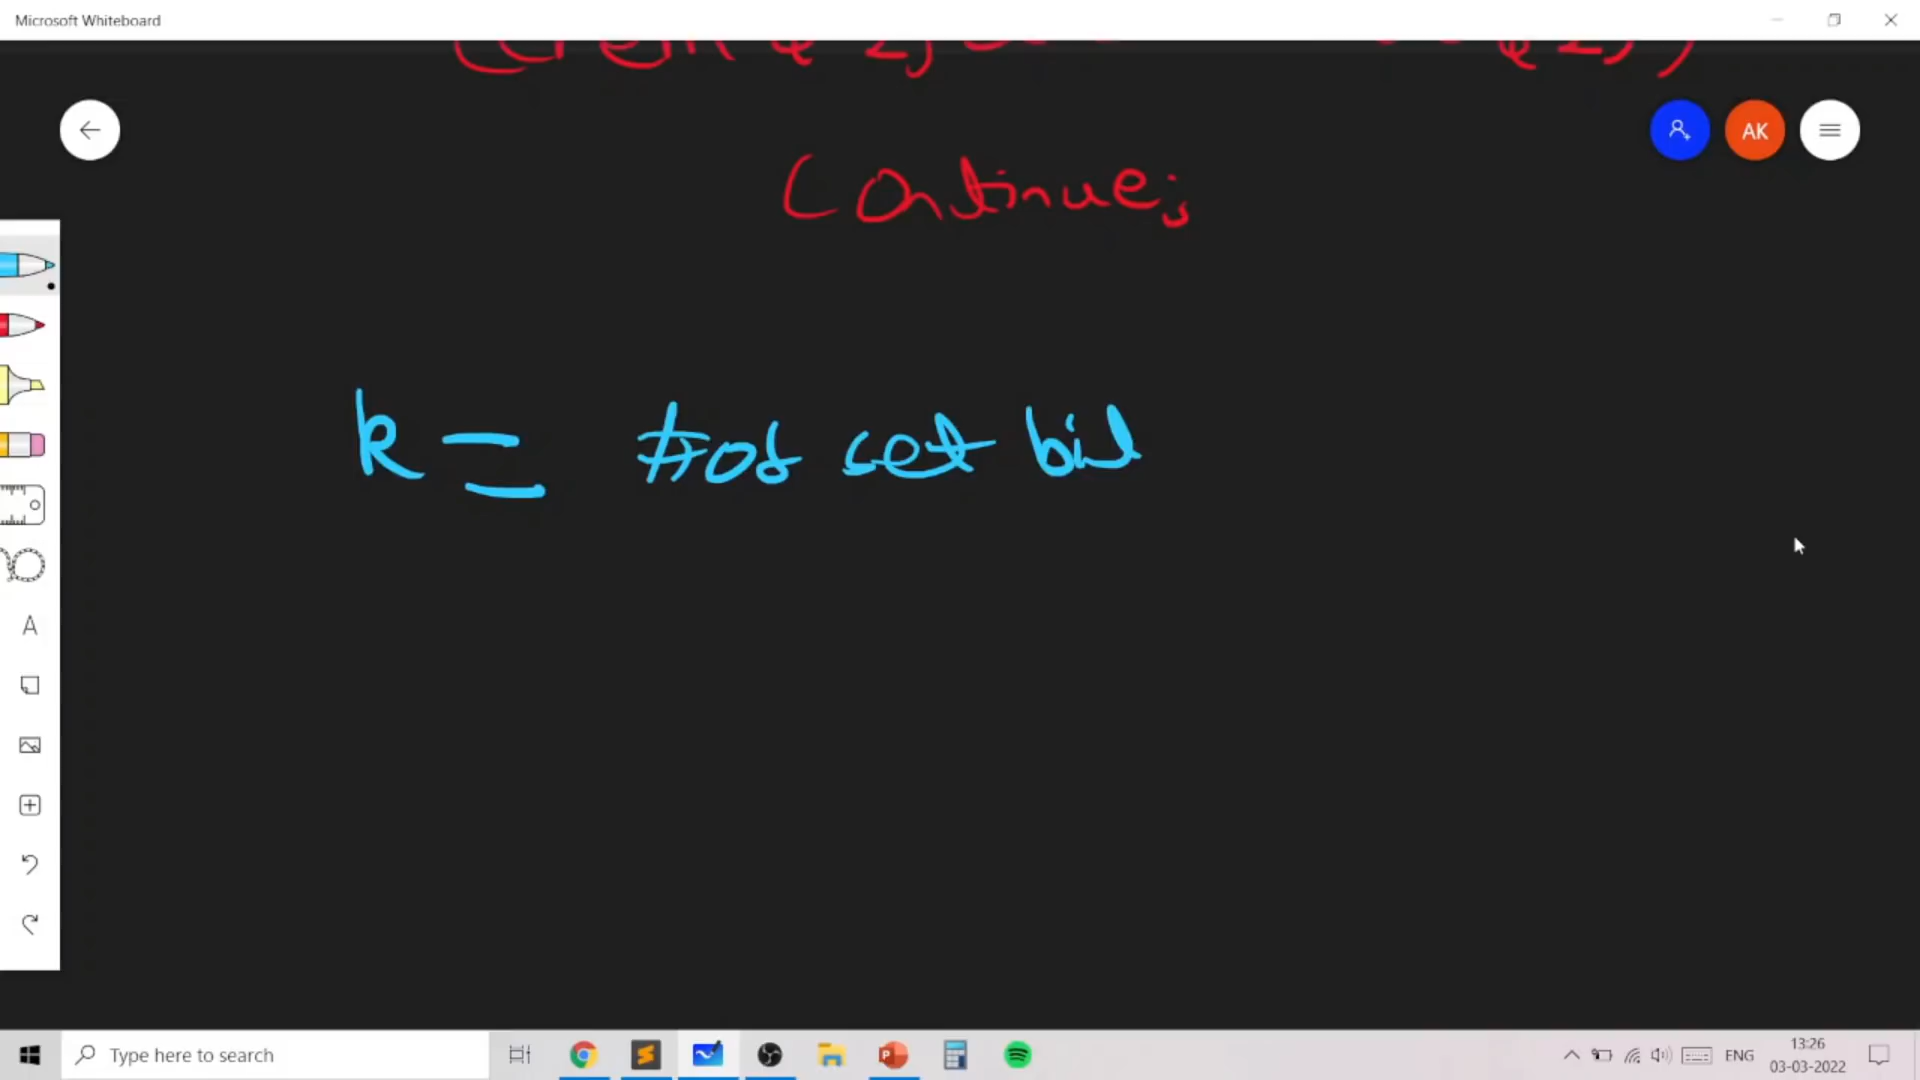 Microsoft Whiteboard
AK
Continue;
k = #of set bit
A
Type here to search
ENG
13:26
03-03-2022